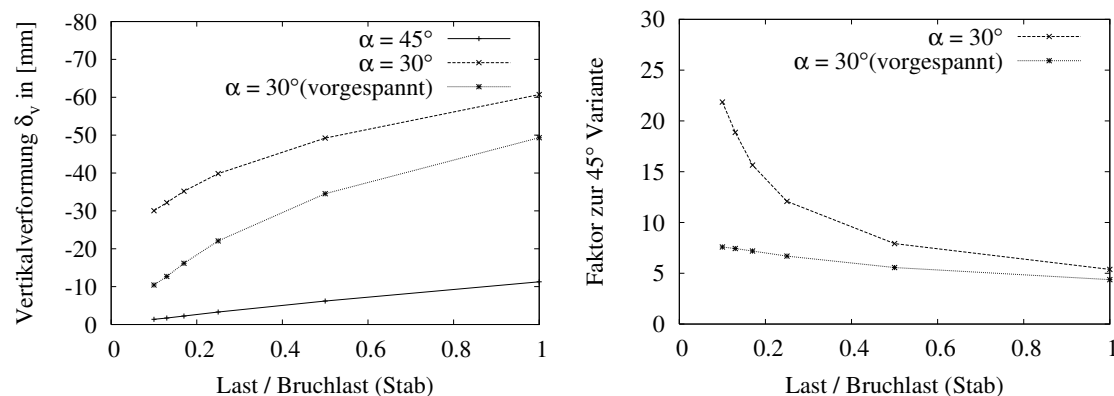 Vertikalverformung δv in [mm]
-80
-70
-60
-50
-40
-30
-20
-10
0
α = 45°
α = 30°
α = 30°(vorgespannt)
0 0.2 0.4 0.6 0.8 1
Last / Bruchlast (Stab)
Faktor zur 45° Variante
30
25
20
15
10
5
0
α = 30°
α = 30°(vorgespannt)
0 0.2 0.4 0.6 0.8 1
Last / Bruchlast (Stab)